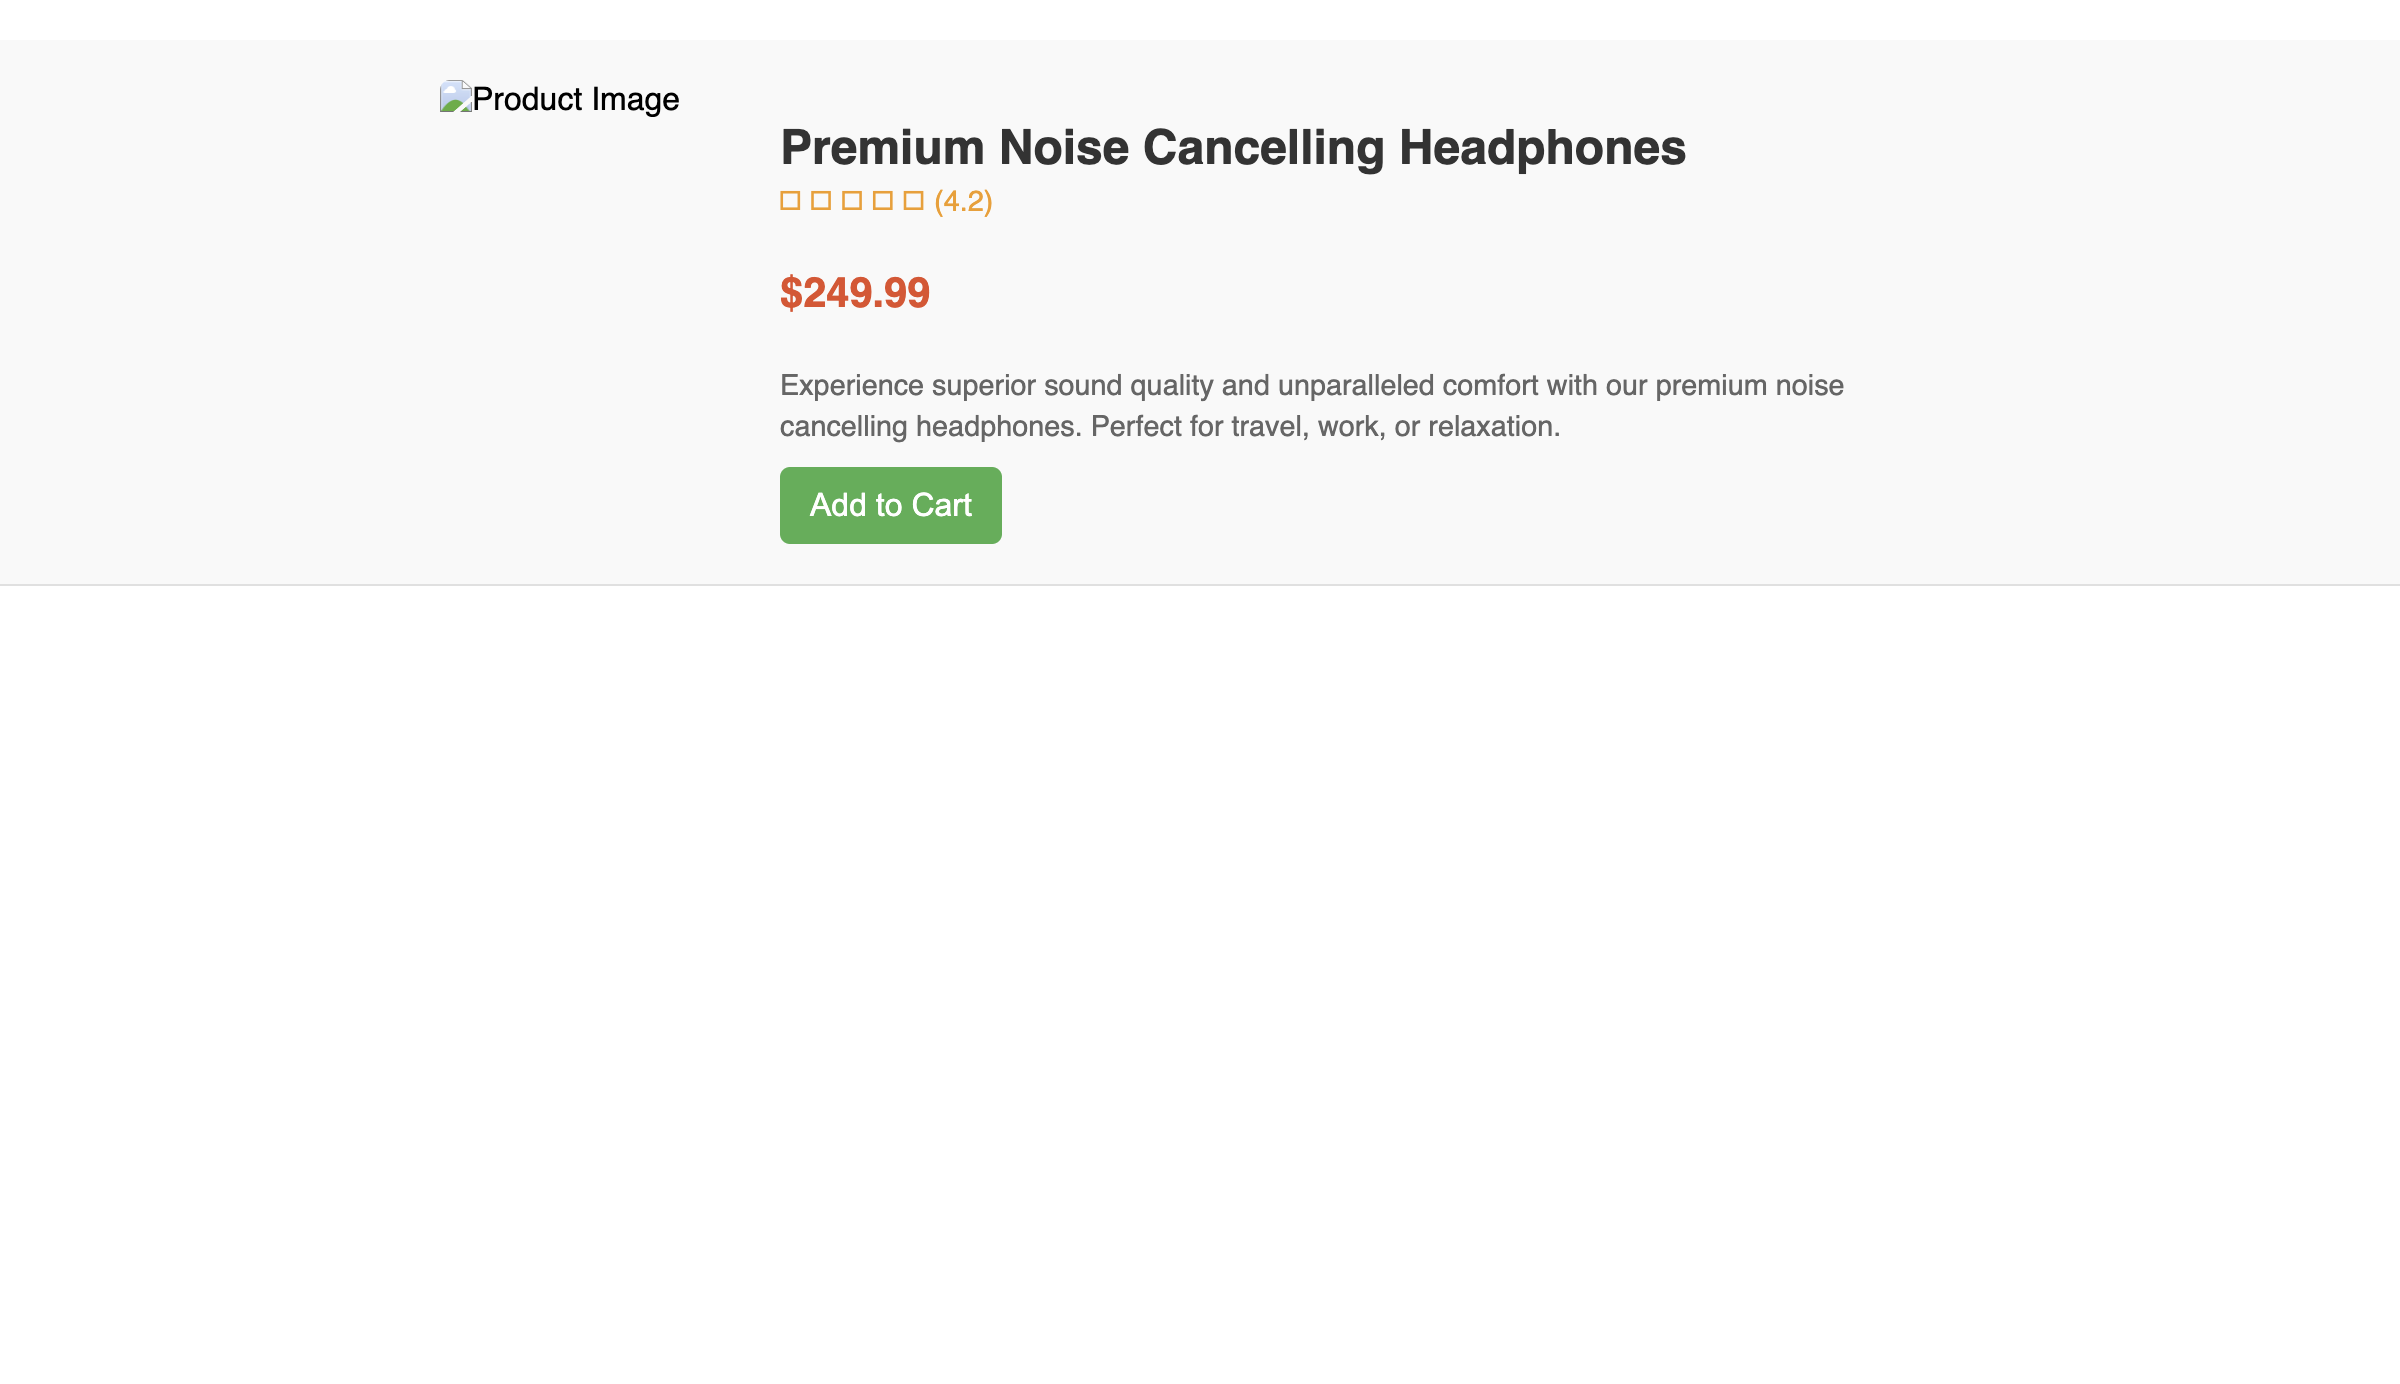 Product Image
Premium Noise Cancelling Headphones
(4.2)
$249.99
Experience superior sound quality and unparalleled comfort with our premium noise
cancelling headphones. Perfect for travel, work, or relaxation.
Add to Cart